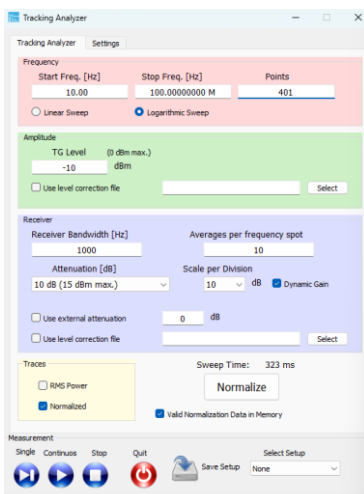 Tracking Analyzer
Tracking Analyzer Settings
Frequency
Start Freq. [Hz] Stop Freq. [Hz] Points
10.00 100.00000000 M 401
Linear Sweep Logarithmic Sweep
Amplitude
TG Level (0 dBm max.)
-10 dBm
Use level correction file Select
Receiver
Receiver Bandwidth [Hz] Averages per frequency spot
1000 10
Attenuation [dB] Scale per Division
10 dB (15 dBm max.) 10 dB Dynamic Gain
Use external attenuation 0 dB
Use level correction file Select
Traces Sweep Time: 323 ms
RMS Power Normalize
Normalized Valid Normalization Data in Memory
Measurement
Single Continuos Stop Quit Select Setup
Save Setup None